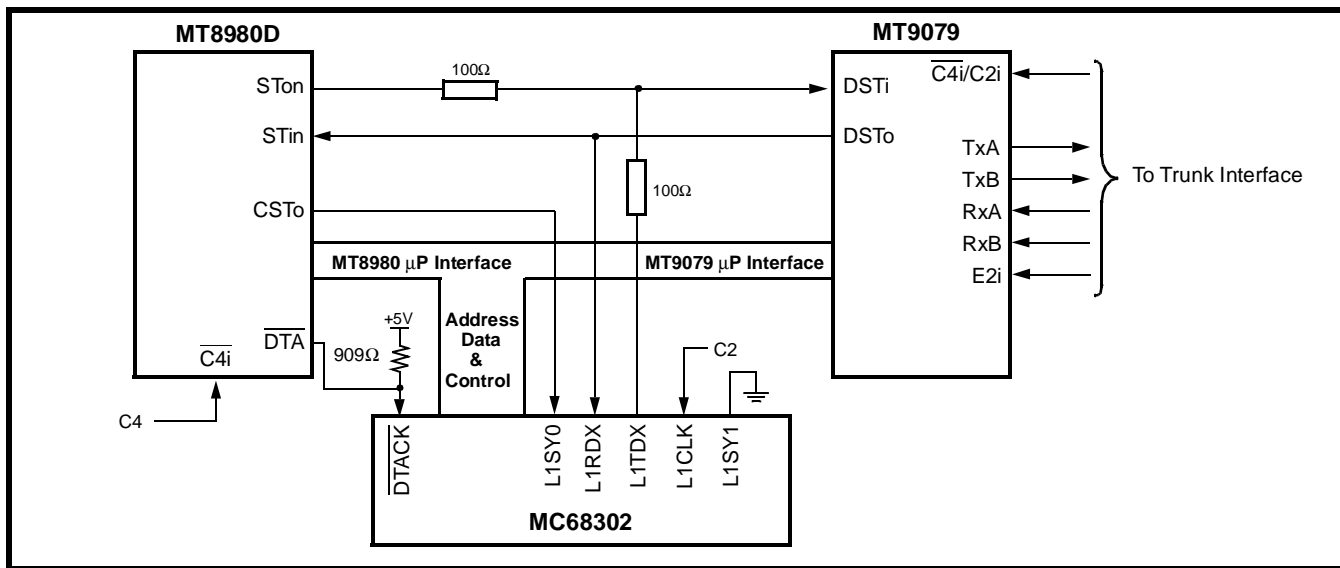 MT8980D
MT9079
STon
100Ω
DSTi
C4i/C2i
STin
DSTo
TxA
100Ω
TxB
To Trunk Interface
CSTo
RxA
RxB
MT8980 μP Interface
MT9079 μP Interface
E2i
+5V
Address
Data
&
Control
DTA
909Ω
C4i
C2
C4
DTACK
L1SY0
L1RDX
L1TDX
L1CLK
L1SY1
MC68302